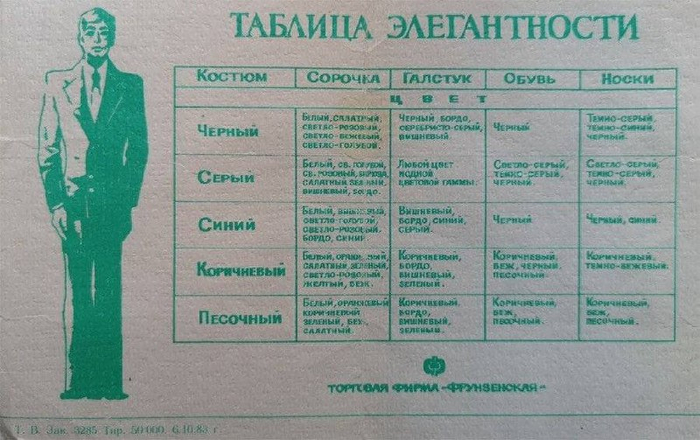 ТАБЛИЦА ЭЛЕГАНТНОСТИ
КОСТЮМ СОРОЧКА ГАЛСТУК ОБУВЬ НОСКИ
ЦВЕТ
ЧЕРНЫЙ
БЕЛЫЙ, САЛАТНЫЙ,
СВЕТЛО-РОЗОВЫЙ,
СВЕТЛО-БЕЖЕВЫЙ,
СВЕТЛО-ГОЛУБОЙ.
ЧЕРНЫЙ, БОРДО,
СЕРЕБРИСТО-СЕРЫЙ,
ВИШНЕВЫЙ.
ЧЕРНЫЙ
ТЕМНО-СЕРЫЙ,
ТЕМНО-СИНИЙ,
ЧЕРНЫЙ.
СЕРЫЙ
БЕЛЫЙ, СВ. ГОЛУБОЙ,
СВ. РОЗОВЫЙ, БИРЮЗА,
САЛАТНЫЙ ЗЕЛЕНЫЙ,
ВИШНЕВЫЙ, БОРДО.
ЛЮБОЙ ЦВЕТ
МОДНОЙ
ЦВЕТОВОЙ ГАММЫ.
СВЕТЛО-СЕРЫЙ,
ТЕМНО-СЕРЫЙ,
ЧЕРНЫЙ.
СВЕТЛО-СЕРЫЙ,
ТЕМНО-СЕРЫЙ,
ЧЕРНЫЙ.
СИНИЙ
БЕЛЫЙ, ВИШНЕВЫЙ,
СВЕТЛО-ГОЛУБОЙ,
СВЕТЛО-РОЗОВЫЙ,
БОРДО, СИНИЙ.
ВИШНЕВЫЙ,
БОРДО, СИНИЙ,
СЕРЫЙ.
ЧЕРНЫЙ.
ЧЕРНЫЙ, СИНИЙ.
КОРИЧНЕВЫЙ
БЕЛЫЙ,
САЛАТНЫЙ ЗЕЛЕНЫЙ,
СВЕТЛО-РОЗОВЫЙ,
ЖЕЛТЫЙ, БЕЖ.
КОРИЧНЕВЫЙ,
БОРДО,
ВИШНЕВЫЙ,
ЗЕЛЕНЫЙ.
КОРИЧНЕВЫЙ,
БЕЖ, ЧЕРНЫЙ,
ПЕСОЧНЫЙ.
КОРИЧНЕВЫЙ,
ТЕМНО-БЕЖЕВЫЙ.
ПЕСОЧНЫЙ
БЕЛЫЙ, ОРАНЖЕВЫЙ
КОРИЧНЕВЫЙ
ЗЕЛЕНЫЙ, БЕЖ,
САЛАТНЫЙ.
КОРИЧНЕВЫЙ,
БОРДО,
ВИШНЕВЫЙ,
ЗЕЛЕНЫЙ.
КОРИЧНЕВЫЙ,
БЕЖ,
ПЕСОЧНЫЙ.
КОРИЧНЕВЫЙ,
БЕЖ,
ПЕСОЧНЫЙ.
ТОРГОВАЯ ФИРМА «ФРУНЗЕНСКАЯ»
Т. В. Зак. 3285 Тир. 50 000. 6.10.83 г